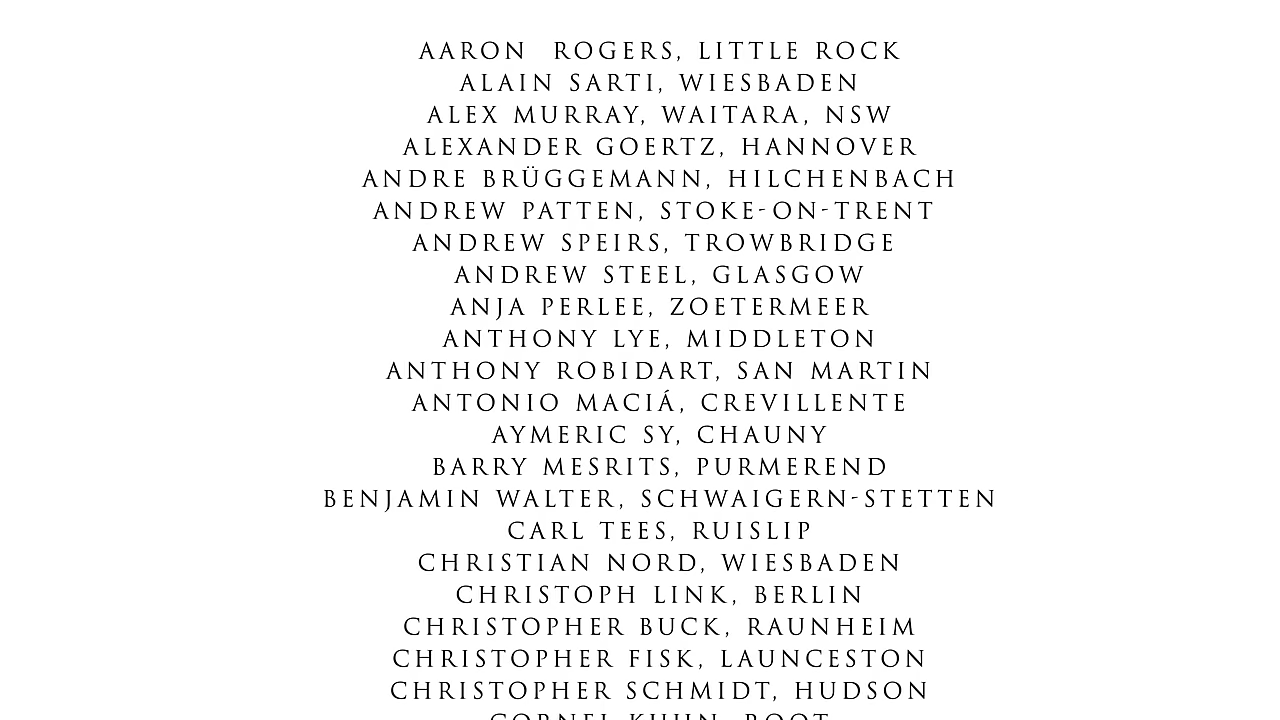 AARON  ROGERS, LITTLE ROCK
ALAIN SARTI, WIESBADEN
ALEX MURRAY, WAITARA, NSW
ALEXANDER GOERTZ, HANNOVER
ANDRE BRÜGGEMANN, HILCHENBACH
ANDREW PATTEN, STOKE-ON-TRENT
ANDREW SPEIRS, TROWBRIDGE
ANDREW STEEL, GLASGOW
ANJA PERLEE, ZOETERMEER
ANTHONY LYE, MIDDLETON
ANTHONY ROBIDART, SAN MARTIN
ANTONIO MACIÁ, CREVILLENTE
AYMERIC SY, CHAUNY
BARRY MESRITS, PURMEREND
BENJAMIN WALTER, SCHWAIGERN-STETTEN
CARL TEES, RUISLIP
CHRISTIAN NORD, WIESBADEN
CHRISTOPH LINK, BERLIN
CHRISTOPHER BUCK, RAUNHEIM
CHRISTOPHER FISK, LAUNCESTON
CHRISTOPHER SCHMIDT, HUDSON